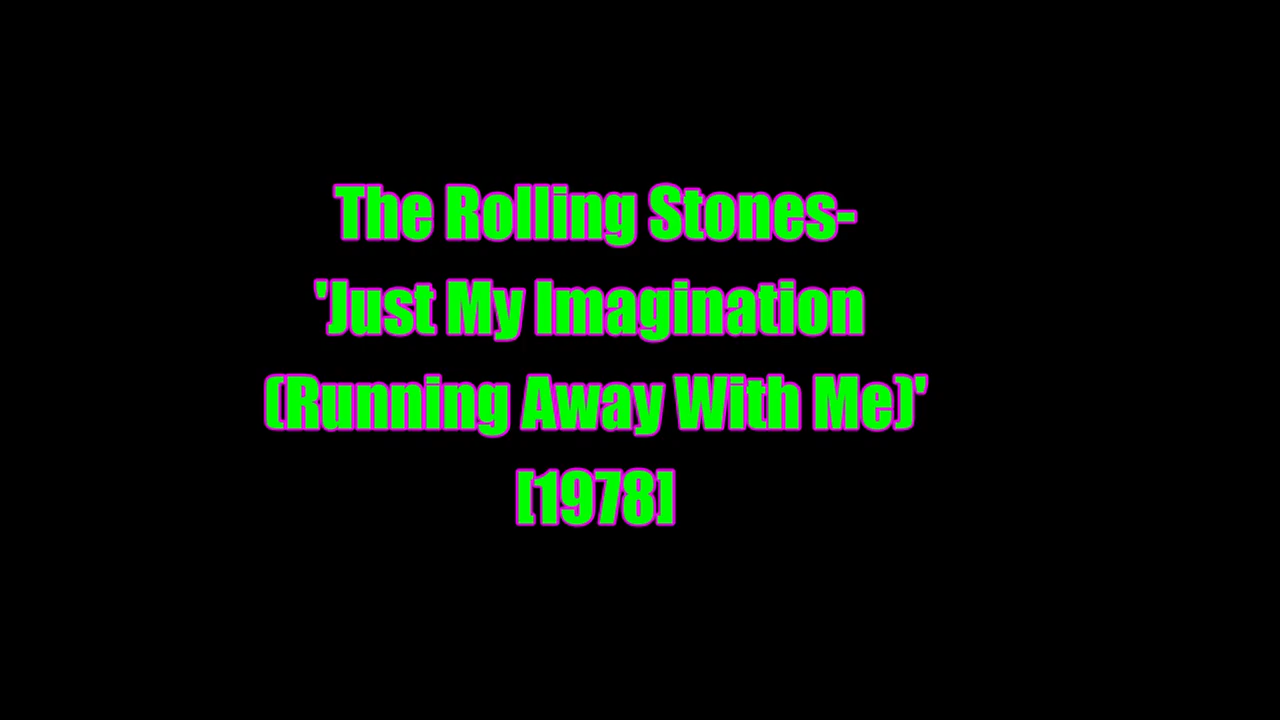 The Rolling Stones-
'Just My Imagination
(Running Away With Me)'
[1978]